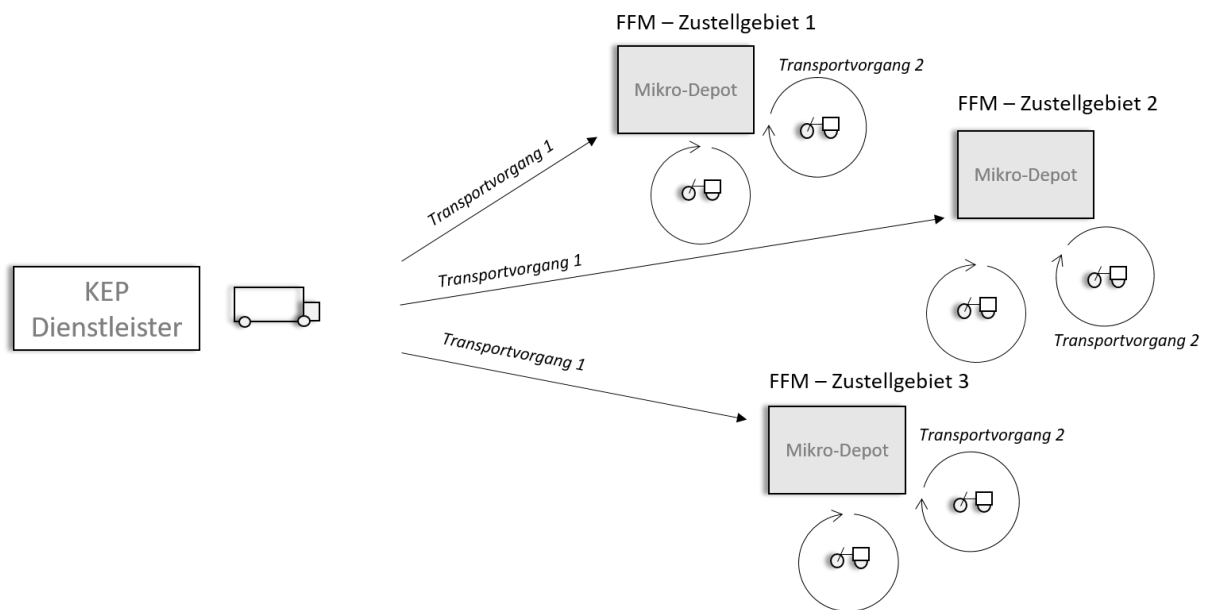 FFM – Zustellgebiet 1
Mikro-Depot
Transportvorgang 2
FFM – Zustellgebiet 2
Mikro-Depot
Transportvorgang 1
Transportvorgang 1
KEP
Dienstleister
Transportvorgang 1
Transportvorgang 2
FFM – Zustellgebiet 3
Mikro-Depot
Transportvorgang 2